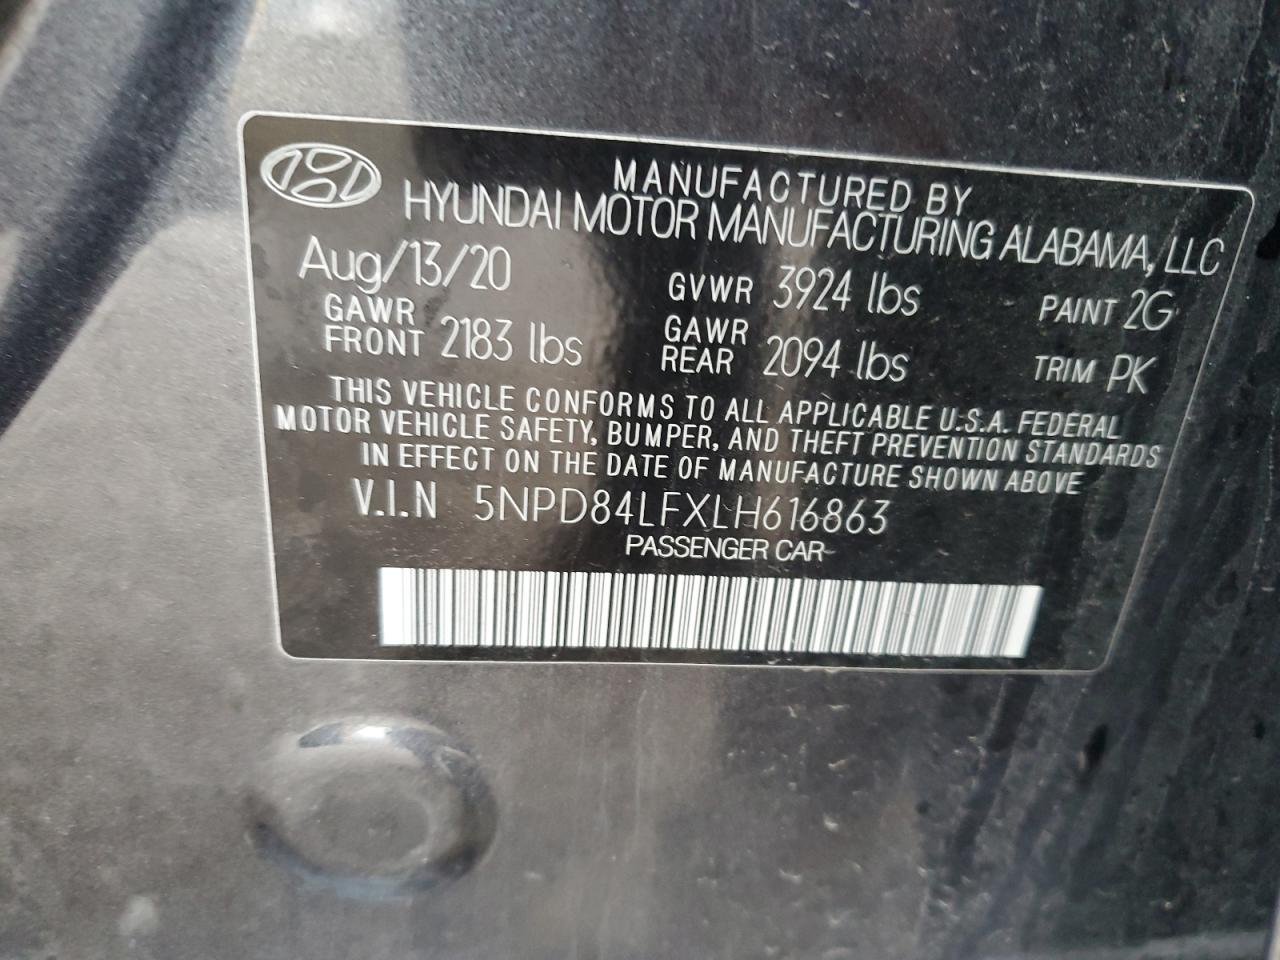 MANUFACTURED BY
HYUNDAI MOTOR MANUFACTURING ALABAMA, LLC
Aug/13/20 GVWR 3924 lbs PAINT 2G
GAWR FRONT 2183 lbs GAWR REAR 2094 lbs TRIM PK
THIS VEHICLE CONFORMS TO ALL APPLICABLE U.S.A. FEDERAL
MOTOR VEHICLE SAFETY, BUMPER, AND THEFT PREVENTION STANDARDS
IN EFFECT ON THE DATE OF MANUFACTURE SHOWN ABOVE
V.I.N 5NPD84LFXLH616863
PASSENGER CAR